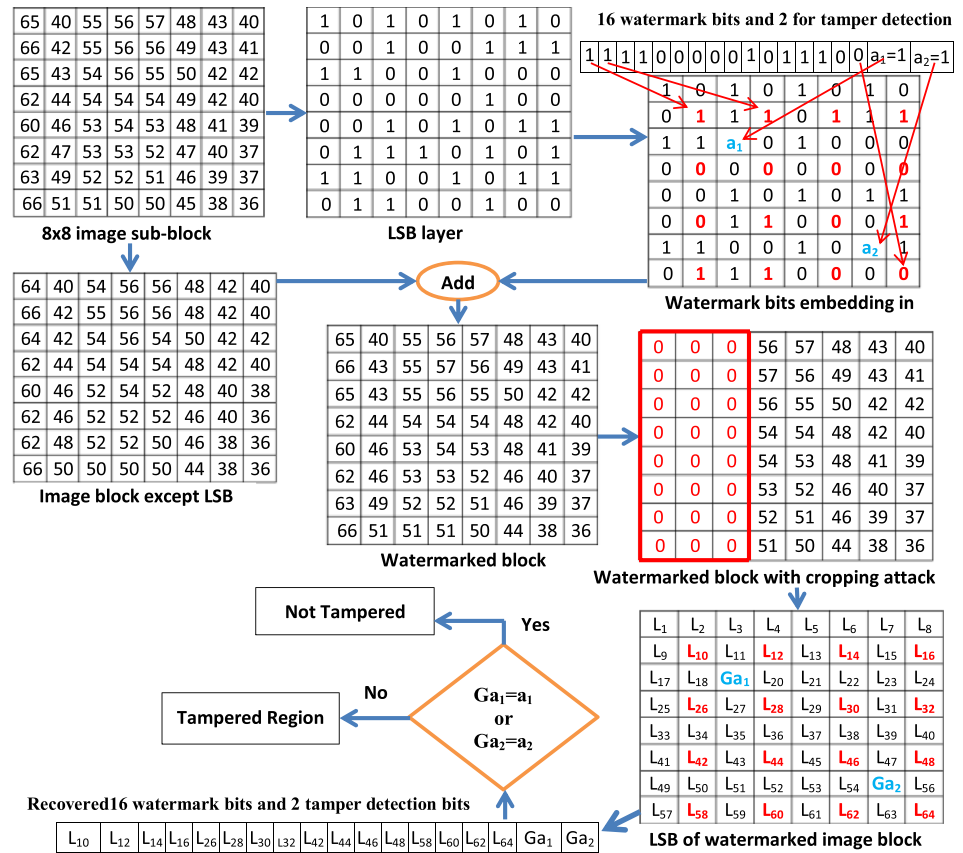 16 watermark bits and 2 for tamper detection
1 1 1 1 0 0 0 0 0 1 0 1 1 1 0 0 a₁=1 a₂=1
65 40 55 56 57 48 43 40
66 42 55 56 56 49 43 41
65 43 54 56 55 50 42 42
62 44 54 54 54 49 42 40
60 46 53 54 53 48 41 39
62 47 53 53 52 47 40 37
63 49 52 52 51 46 39 37
66 51 51 50 50 45 38 36
8x8 image sub-block
1 0 1 0 1 0 1 0
0 0 1 0 0 1 1 1
1 1 0 0 1 0 0 0
0 0 0 0 0 1 0 0
0 0 1 0 1 0 1 1
0 1 1 1 0 1 0 1
1 1 0 0 1 0 1 1
0 1 1 0 0 1 0 0
LSB layer
1 0 1 0 1 0 1 0
0 1 1 1 0 1 1 1
1 1 a₁ 0 1 0 0 0
0 0 0 0 0 0 0 0
0 0 1 0 1 0 1 1
0 0 1 1 0 0 0 1
1 1 0 0 1 0 a₂ 1
0 1 1 1 0 0 0 0
Watermark bits embedding in
64 40 54 56 56 48 42 40
66 42 55 56 56 48 42 40
64 42 54 56 54 50 42 42
62 44 54 54 54 48 42 40
60 46 52 54 52 48 40 38
62 46 52 52 52 46 40 36
62 48 52 52 50 46 38 36
66 50 50 50 50 44 38 36
Image block except LSB
Add
65 40 55 56 57 48 43 40
66 43 55 57 56 49 43 41
65 43 55 56 55 50 42 42
62 44 54 54 54 48 42 40
60 46 53 54 53 48 41 39
62 46 53 53 52 46 40 37
63 49 52 52 51 46 39 37
66 51 51 51 50 44 38 36
Watermarked block
0 0 0 56 57 48 43 40
0 0 0 57 56 49 43 41
0 0 0 56 55 50 42 42
0 0 0 54 54 48 42 40
0 0 0 54 53 48 41 39
0 0 0 53 52 46 40 37
0 0 0 52 51 46 39 37
0 0 0 51 50 44 38 36
Watermarked block with cropping attack
L₁ L₂ L₃ L₄ L₅ L₆ L₇ L₈
L₉ L₁₀ L₁₁ L₁₂ L₁₃ L₁₄ L₁₅ L₁₆
L₁₇ L₁₈ Ga₁ L₂₀ L₂₁ L₂₂ L₂₃ L₂₄
L₂₅ L₂₆ L₂₇ L₂₈ L₂₉ L₃₀ L₃₁ L₃₂
L₃₃ L₃₄ L₃₅ L₃₆ L₃₇ L₃₈ L₃₉ L₄₀
L₄₁ L₄₂ L₄₃ L₄₄ L₄₅ L₄₆ L₄₇ L₄₈
L₄₉ L₅₀ L₅₁ L₅₂ L₅₃ L₅₄ Ga₂ L₅₆
L₅₇ L₅₈ L₅₉ L₆₀ L₆₁ L₆₂ L₆₃ L₆₄
LSB of watermarked image block
Not Tampered
Yes
No
Tampered Region
Ga₁=a₁
or
Ga₂=a₂
Recovered16 watermark bits and 2 tamper detection bits
L₁₀ L₁₂ L₁₄ L₁₆ L₂₆ L₂₈ L₃₀ L32 L₄₂ L₄₄ L₄₆ L₄₈ L₅₈ L₆₀ L₆₂ L₆₄ Ga₁ Ga₂